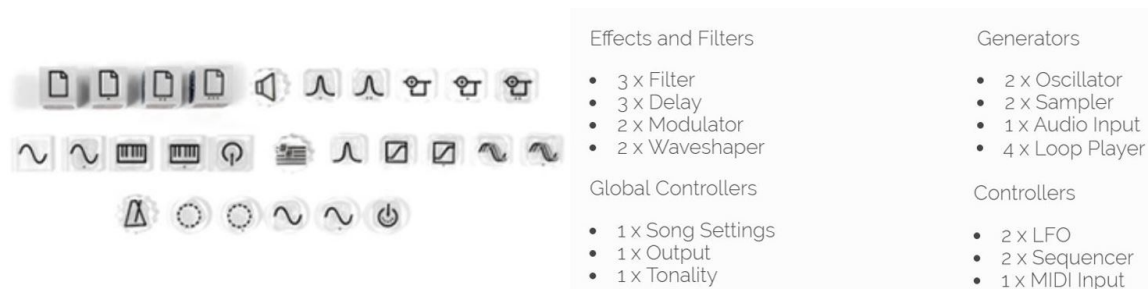 Effects and Filters
3 x Filter
3 x Delay
2 x Modulator
2 x Waveshaper
Global Controllers
1 x Song Settings
1 x Output
1 x Tonality
Generators
2 x Oscillator
2 x Sampler
1 x Audio Input
4 x Loop Player
Controllers
2 x LFO
2 x Sequencer
1 x MIDI Input